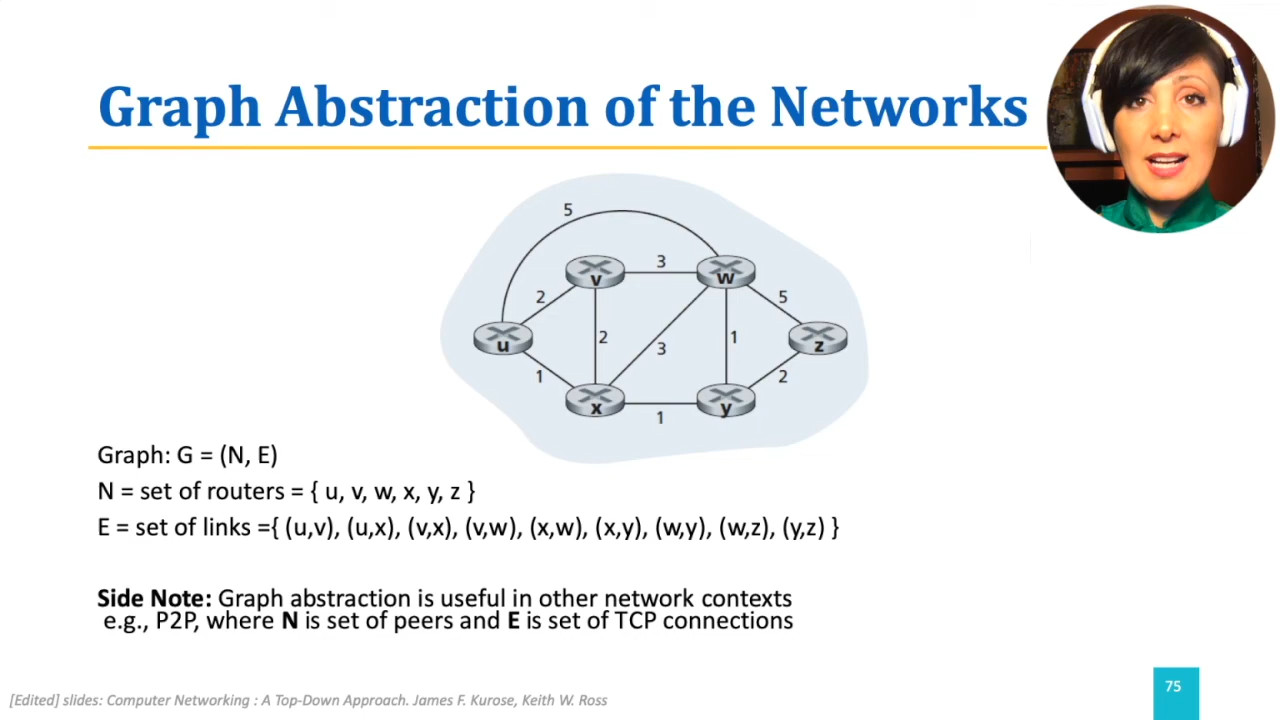 Graph Abstraction of the Networks
5
v
3
w
2
5
u
2
3
1
z
1
2
x
1
y
Graph: G = (N, E)
N = set of routers = { u, v, w, x, y, z }
E = set of links ={ (u,v), (u,x), (v,x), (v,w), (x,w), (x,y), (w,y), (w,z), (y,z) }
Side Note: Graph abstraction is useful in other network contexts
e.g., P2P, where N is set of peers and E is set of TCP connections
[Edited] slides: Computer Networking : A Top-Down Approach. James F. Kurose, Keith W. Ross
75